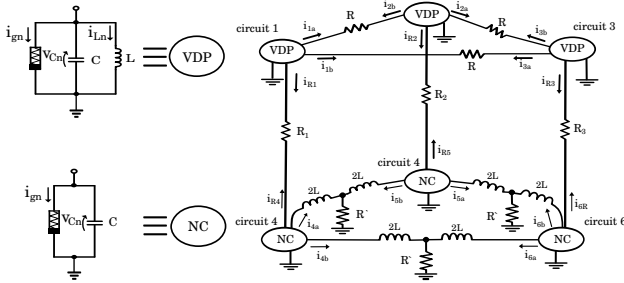 i_gn
v_Cn
C
i_Ln
L
VDP
circuit 1
VDP
i_1a
R
i_2b
VDP
i_2a
R
i_3b
circuit 3
VDP
i_1b
R
i_3a
i_R1
i_R2
i_R3
R_1
R_2
R_3
i_R4
i_R5
i_6R
i_gn
v_Cn
C
NC
circuit 4
NC
2L
2L
i_5b
i_5a
2L
2L
circuit 4
NC
i_4a
R`
R`
i_6b
circuit 6
NC
i_4b
2L
2L
i_6a
R`